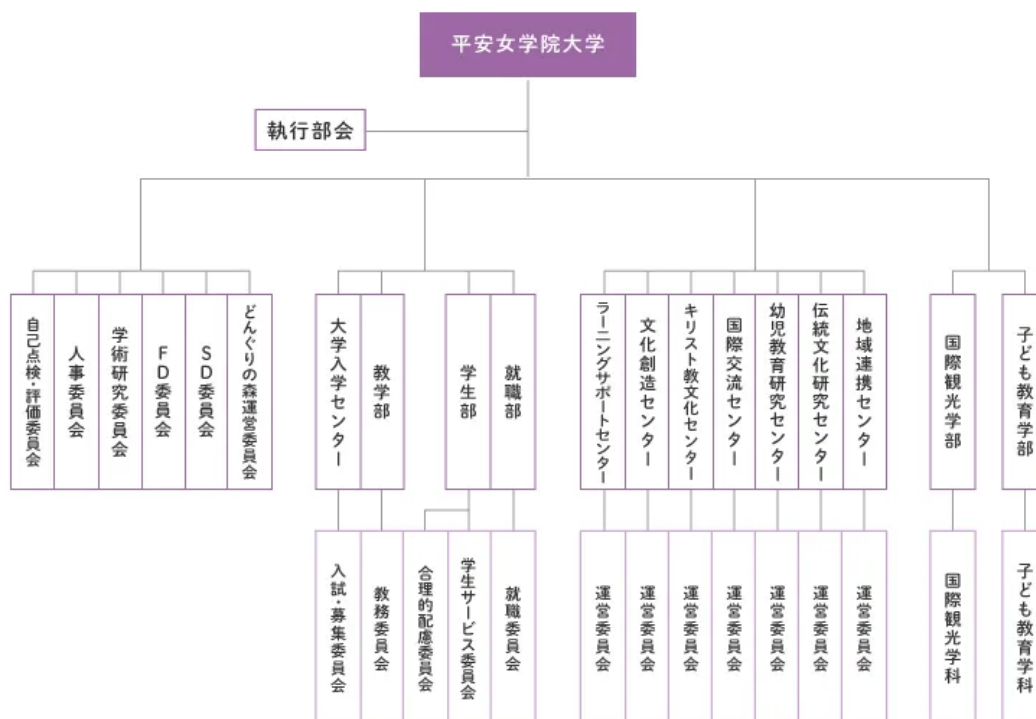 平安女学院大学
執行部会
自己点検・評価委員会
人事委員会
学術研究委員会
FD委員会
SD委員会
どんぐりの森運営委員会
大学入学センター
教学部
学生部
就職部
ラーニングサポートセンター
文化創造センター
キリスト教文化センター
国際交流センター
幼児教育研究センター
伝統文化研究センター
地域連携センター
国際観光学部
子ども教育学部
入試・募集委員会
教務委員会
合理的配慮委員会
学生サービス委員会
就職委員会
運営委員会
運営委員会
運営委員会
運営委員会
運営委員会
運営委員会
運営委員会
国際観光学科
子ども教育学科